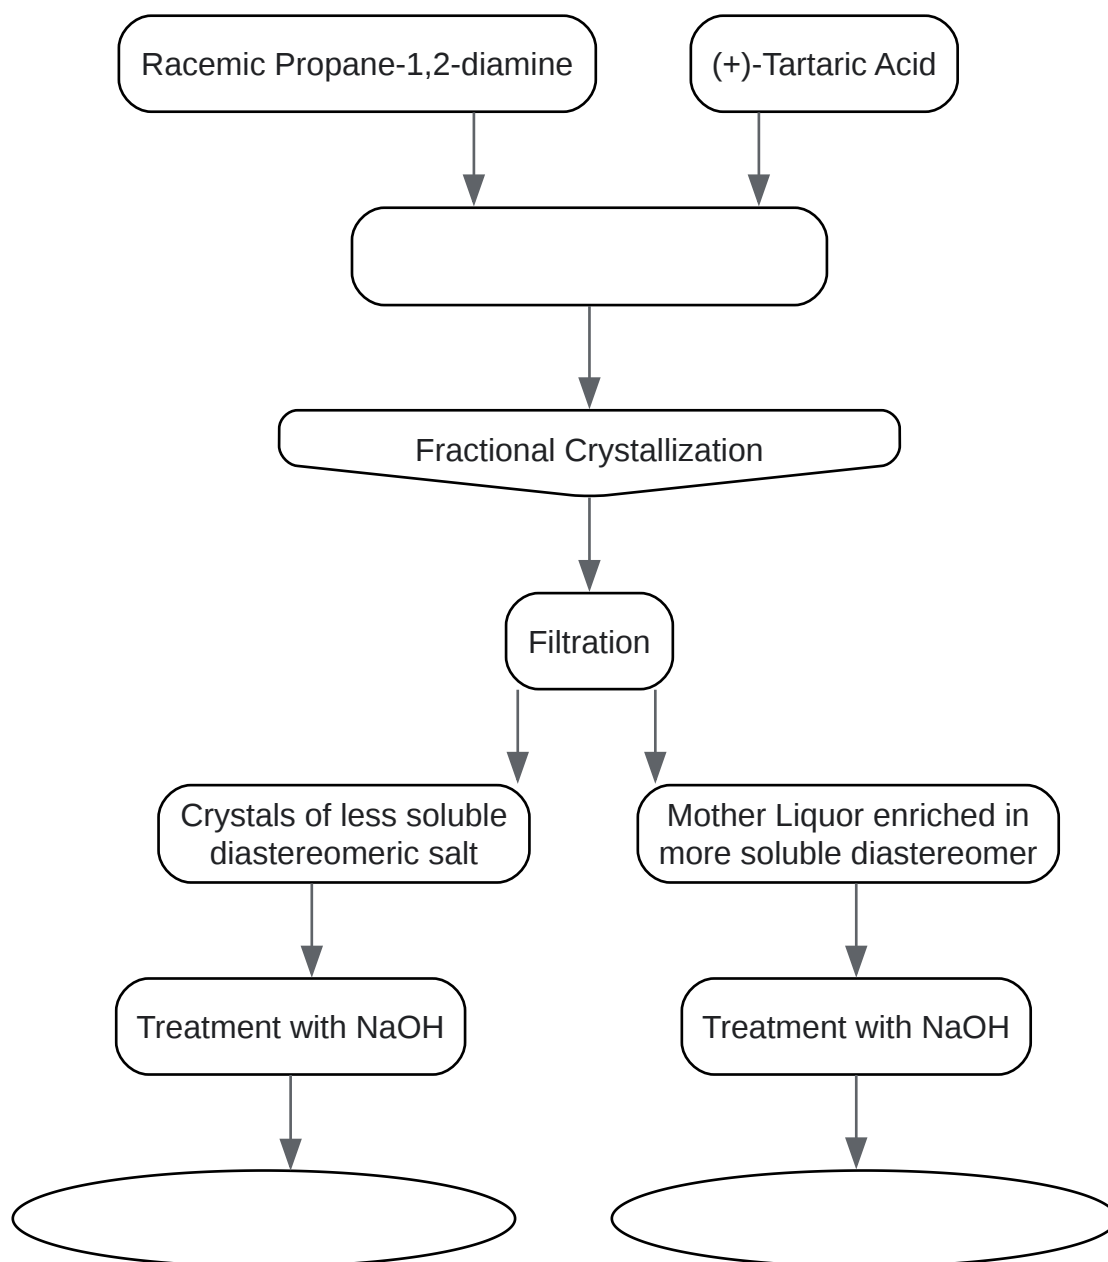 Racemic Propane-1,2-diamine
(+)-Tartaric Acid
Fractional Crystallization
Filtration
Crystals of less soluble
diastereomeric salt
Mother Liquor enriched in
more soluble diastereomer
Treatment with NaOH
Treatment with NaOH